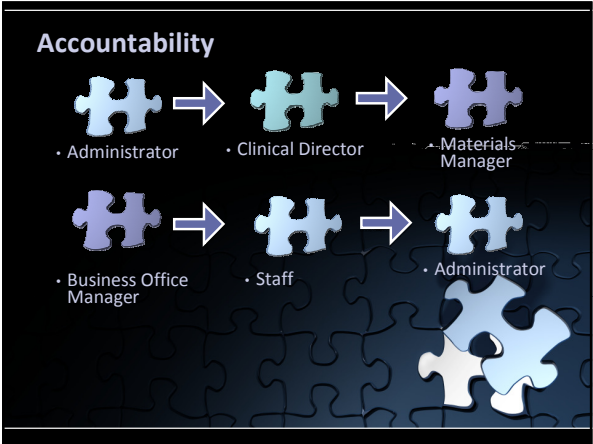 Accountability
• Administrator
• Clinical Director
• Materials
Manager
• Business Office
Manager
• Staff
• Administrator